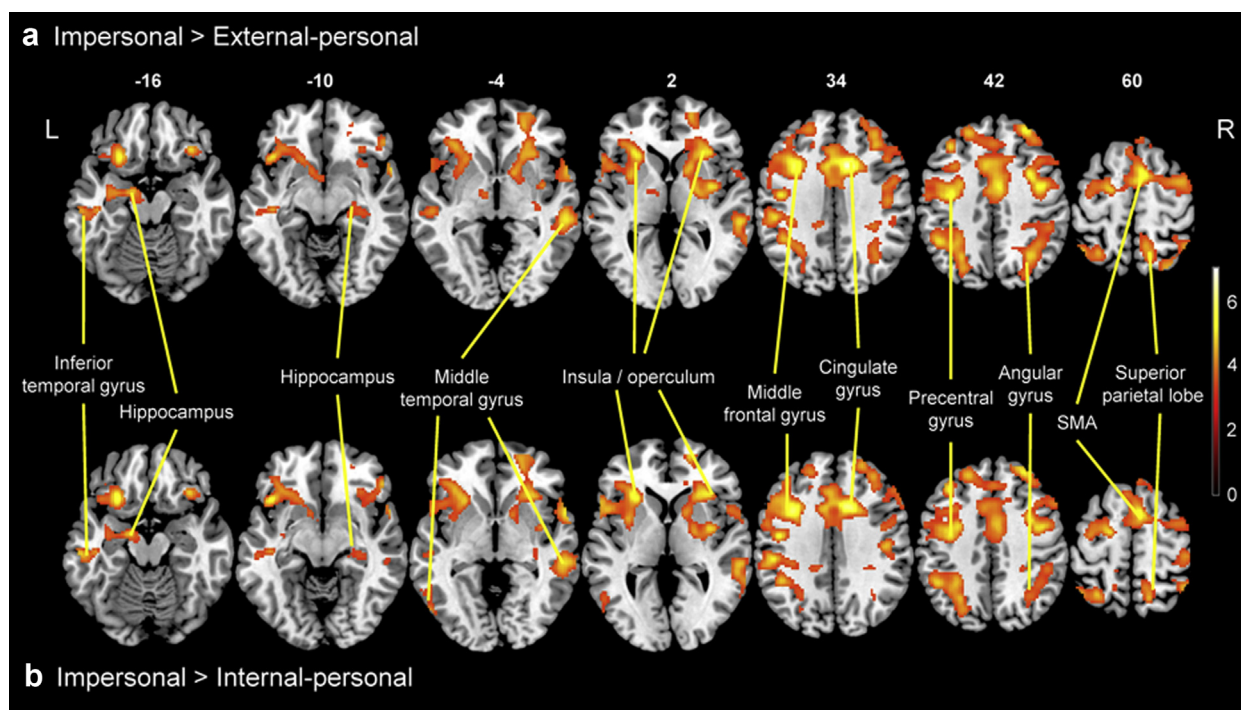 a Impersonal > External-personal
-16 -10 -4 2 34 42 60
L R
6
4
2
0
Inferior
temporal gyrus
Hippocampus
Hippocampus
Middle
temporal gyrus
Insula / operculum
Middle
frontal gyrus
Cingulate
gyrus
Precentral
gyrus
Angular
gyrus
SMA
Superior
parietal lobe
b Impersonal > Internal-personal